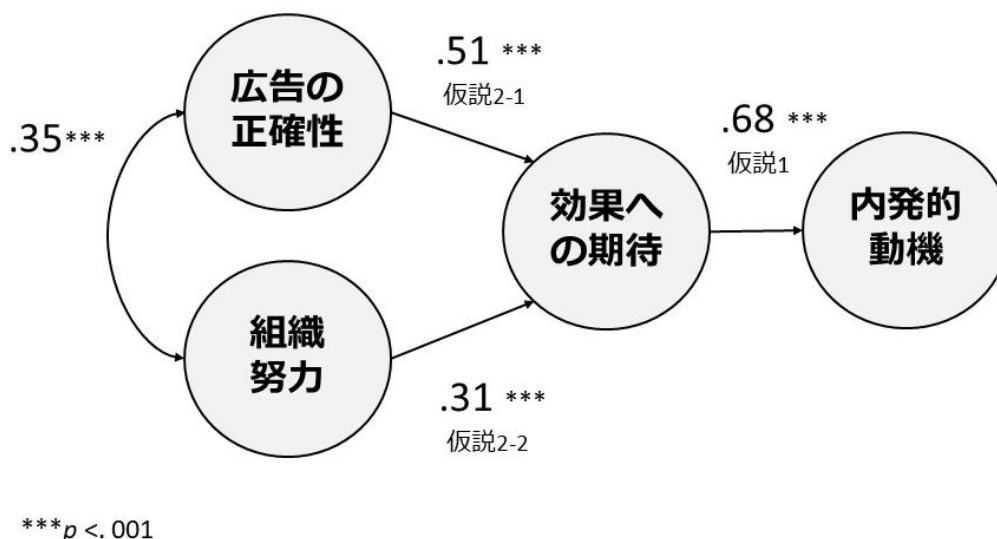 広告の
正確性
.51 ***
仮説2-1
.35***
効果へ
の期待
.68 ***
仮説1
内発的
動機
組織
努力
.31 ***
仮説2-2
***p <. 001